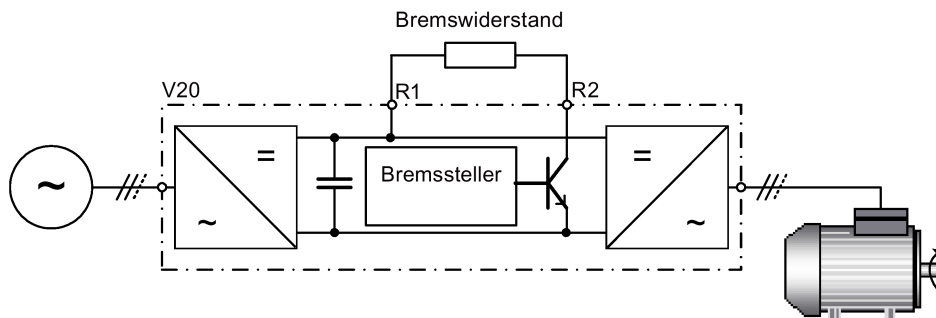 Bremswiderstand
V20
R1
R2
=
=
Bremssteller
~
~
~